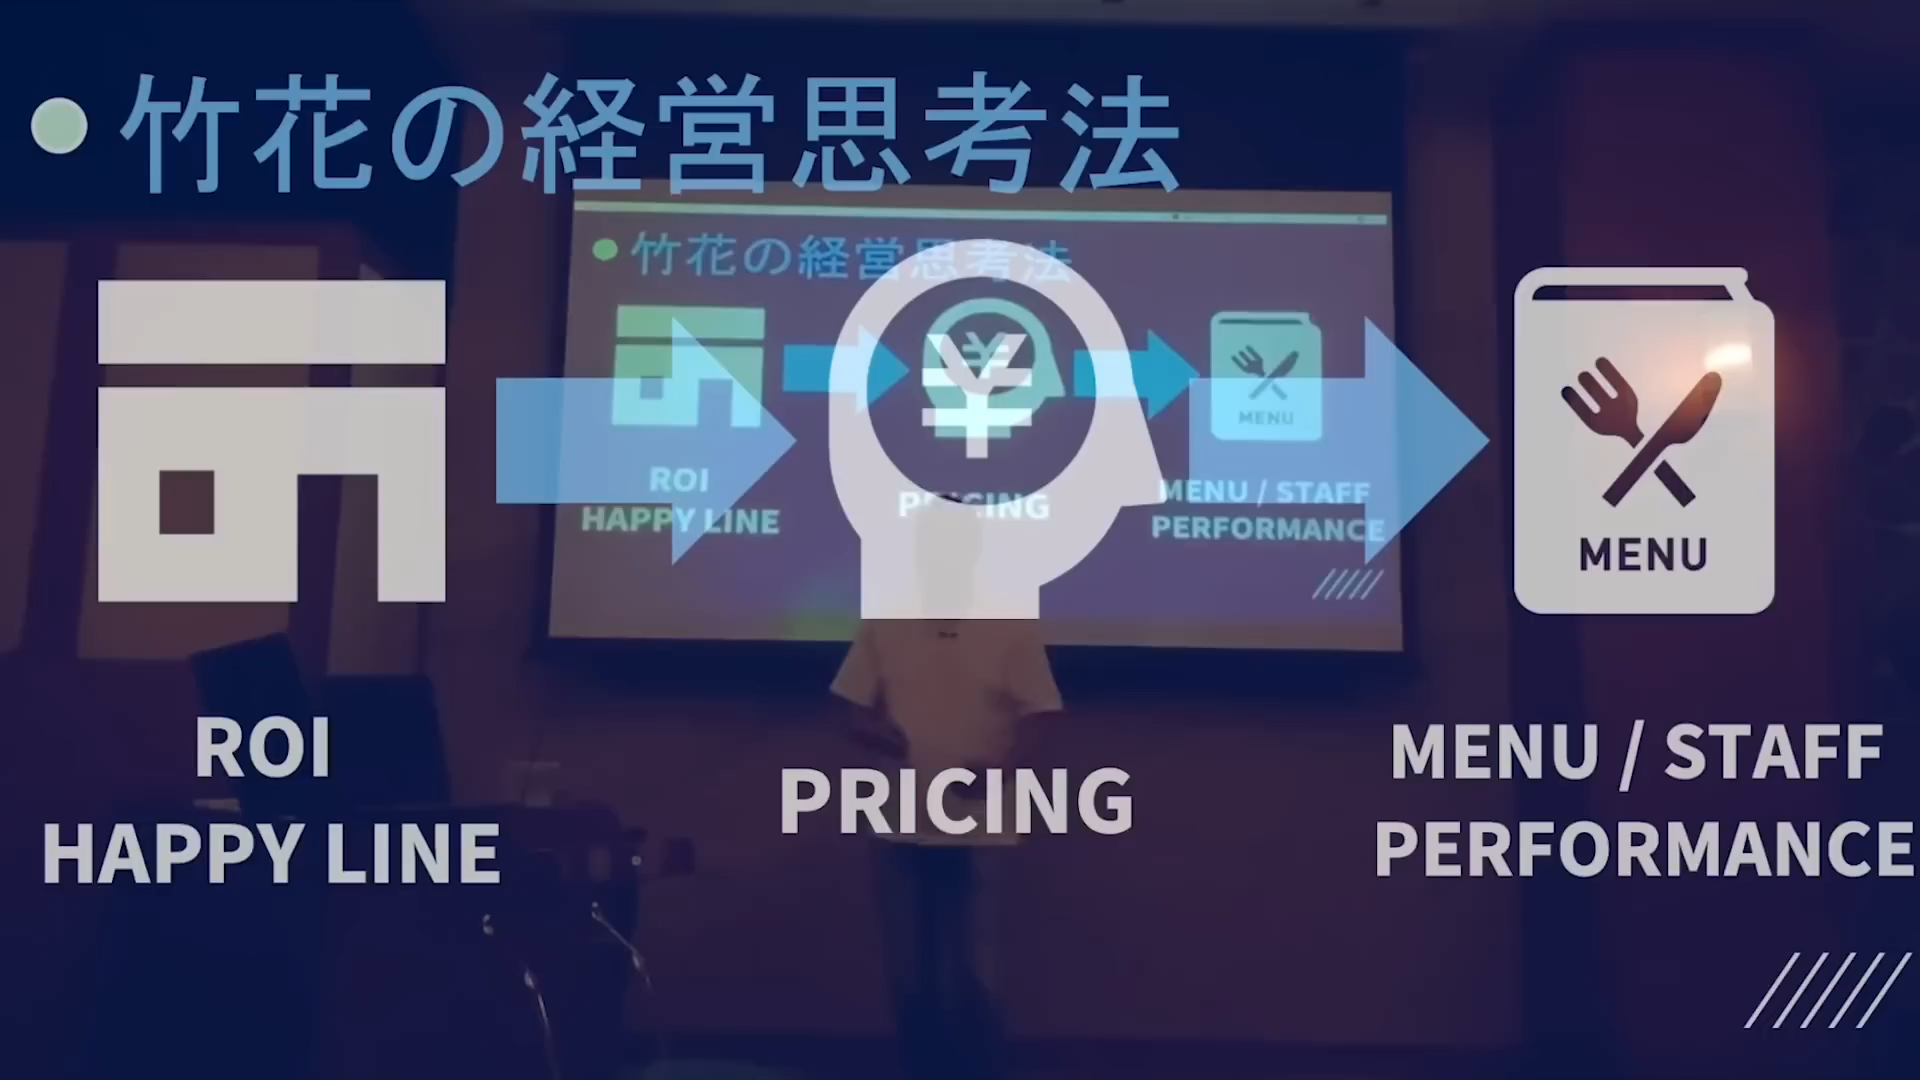 竹花の経営思考法
ROI
HAPPY LINE
¥
PRICING
MENU
MENU / STAFF
PERFORMANCE
竹花の経営思考法
ROI
HAPPY LINE
¥
PRICING
MENU
MENU / STAFF
PERFORMANCE